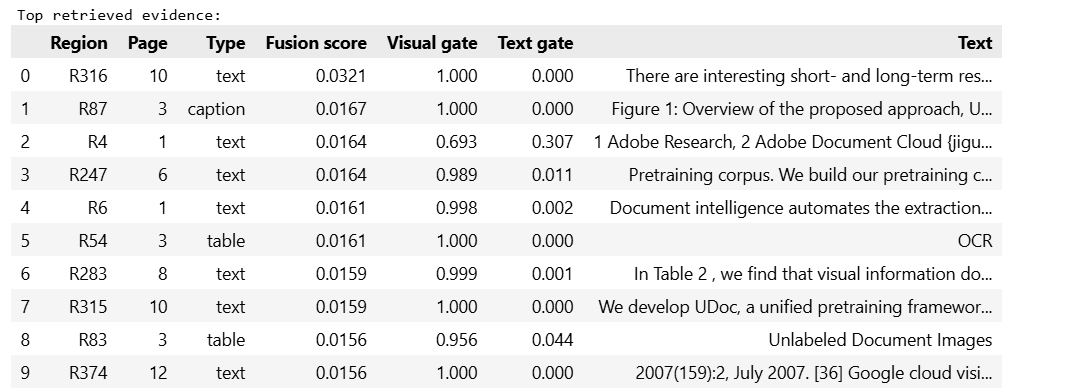 Top retrieved evidence:
Region Page Type Fusion score Visual gate Text gate Text
0 R316 10 text 0.0321 1.000 0.000 There are interesting short- and long-term res...
1 R87 3 caption 0.0167 1.000 0.000 Figure 1: Overview of the proposed approach, U...
2 R4 1 text 0.0164 0.693 0.307 1 Adobe Research, 2 Adobe Document Cloud {jigu...
3 R247 6 text 0.0164 0.989 0.011 Pretraining corpus. We build our pretraining c...
4 R6 1 text 0.0161 0.998 0.002 Document intelligence automates the extraction...
5 R54 3 table 0.0161 1.000 0.000 OCR
6 R283 8 text 0.0159 0.999 0.001 In Table 2 , we find that visual information do...
7 R315 10 text 0.0159 1.000 0.000 We develop UDoc, a unified pretraining framewor...
8 R83 3 table 0.0156 0.956 0.044 Unlabeled Document Images
9 R374 12 text 0.0156 1.000 0.000 2007(159):2, July 2007. [36] Google cloud visi...